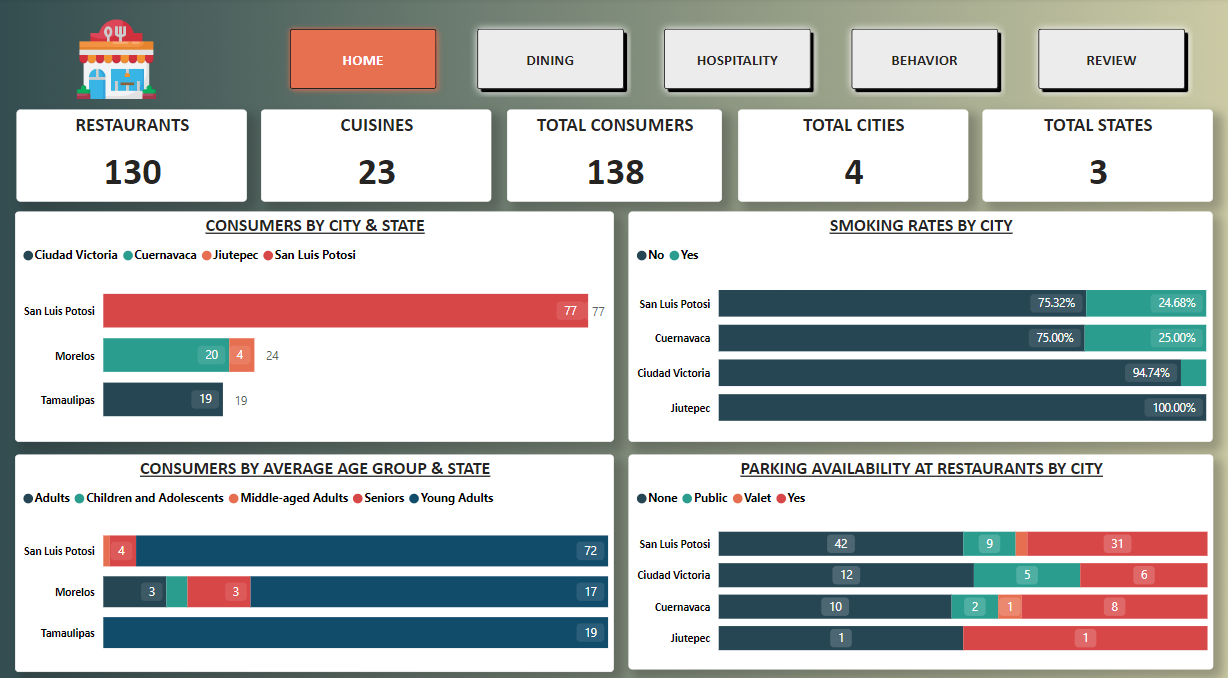 HOME
DINING
HOSPITALITY
BEHAVIOR
REVIEW
RESTAURANTS
130
CUISINES
23
TOTAL CONSUMERS
138
TOTAL CITIES
4
TOTAL STATES
3
CONSUMERS BY CITY & STATE
Ciudad Victoria Cuernavaca Jiutepec San Luis Potosi
San Luis Potosi 77 77
Morelos 20 4 24
Tamaulipas 19 19
SMOKING RATES BY CITY
No Yes
San Luis Potosi 75.32% 24.68%
Cuernavaca 75.00% 25.00%
Ciudad Victoria 94.74%
Jiutepec 100.00%
CONSUMERS BY AVERAGE AGE GROUP & STATE
Adults Children and Adolescents Middle-aged Adults Seniors Young Adults
San Luis Potosi 4 72
Morelos 3 3 17
Tamaulipas 19
PARKING AVAILABILITY AT RESTAURANTS BY CITY
None Public Valet Yes
San Luis Potosi 42 9 31
Ciudad Victoria 12 5 6
Cuernavaca 10 2 1 8
Jiutepec 1 1